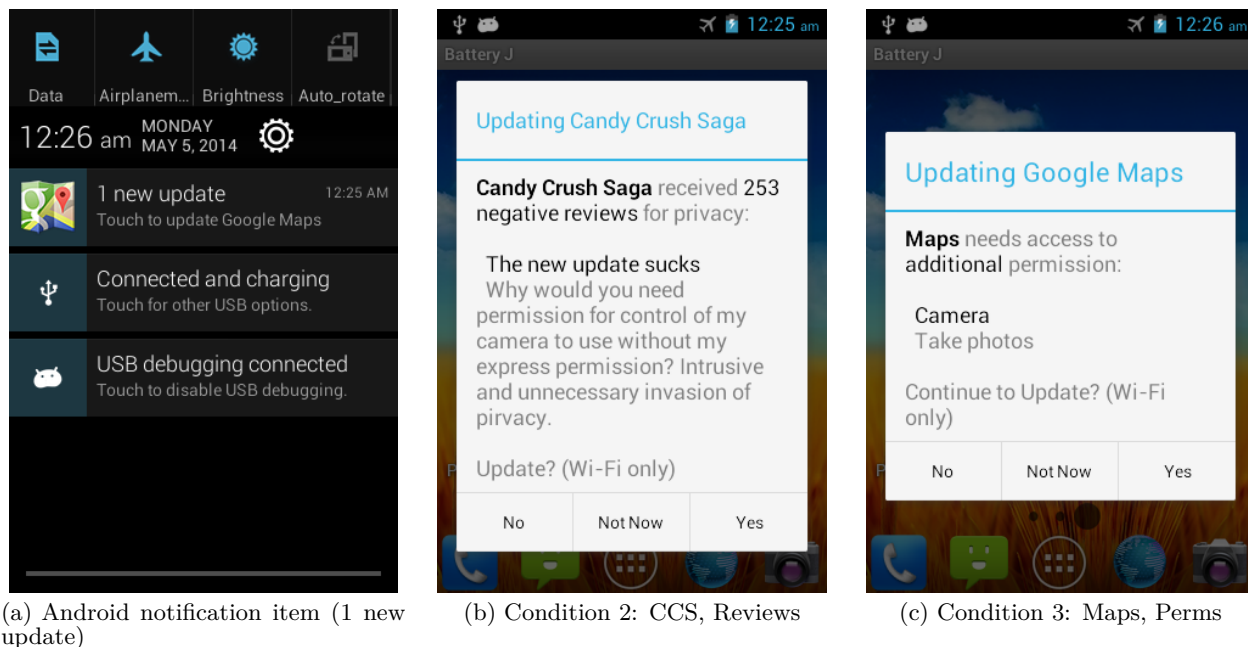 Data
Airplanem...
Brightness
Auto_rotate
12:26 am
MONDAY
MAY 5, 2014
1 new update
12:25 AM
Touch to update Google Maps
Connected and charging
Touch for other USB options.
USB debugging connected
Touch to disable USB debugging.
(a) Android notification item (1 new
update)
12:25 am
Battery J
Updating Candy Crush Saga
Candy Crush Saga received 253
negative reviews for privacy:
The new update sucks
Why would you need
permission for control of my
camera to use without my
express permission? Intrusive
and unnecessary invasion of
pirvacy.
P
Update? (Wi-Fi only)
No
Not Now
Yes
(b) Condition 2: CCS, Reviews
12:26 am
Battery J
Updating Google Maps
Maps needs access to
additional permission:
Camera
Take photos
Continue to Update? (Wi-Fi
only)
P
No
Not Now
Yes
(c) Condition 3: Maps, Perms